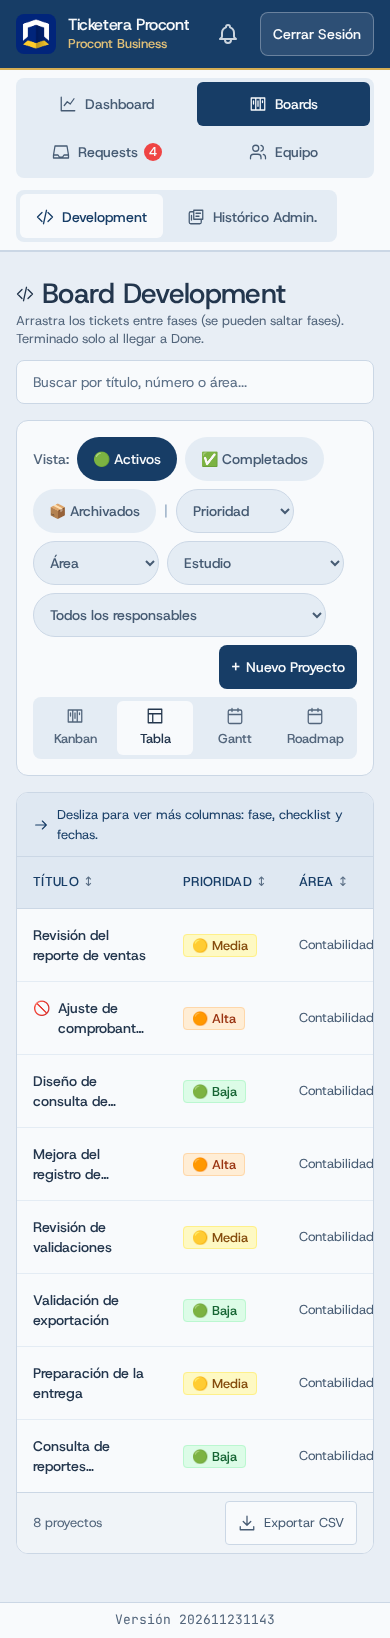 Ticketera Procont
Procont Business
Cerrar Sesión
Dashboard
Boards
Requests 4
Equipo
Development
Histórico Admin.
Board Development
Arrastra los tickets entre fases (se pueden saltar fases).
Terminado solo al llegar a Done.
Buscar por título, número o área...
Vista: Activos Completados
Archivados | Prioridad
Área Estudio
Todos los responsables
+ Nuevo Proyecto
Kanban Tabla Gantt Roadmap
→ Desliza para ver más columnas: fase, checklist y
fechas.
TÍTULO ↕ PRIORIDAD ↕ ÁREA ↕
Revisión del
reporte de ventas
Media
Contabilidad
Ajuste de
comprobant…
Alta
Contabilidad
Diseño de
consulta de…
Baja
Contabilidad
Mejora del
registro de…
Alta
Contabilidad
Revisión de
validaciones
Media
Contabilidad
Validación de
exportación
Baja
Contabilidad
Preparación de la
entrega
Media
Contabilidad
Consulta de
reportes…
Baja
Contabilidad
8 proyectos
Exportar CSV
Versión 202611231143